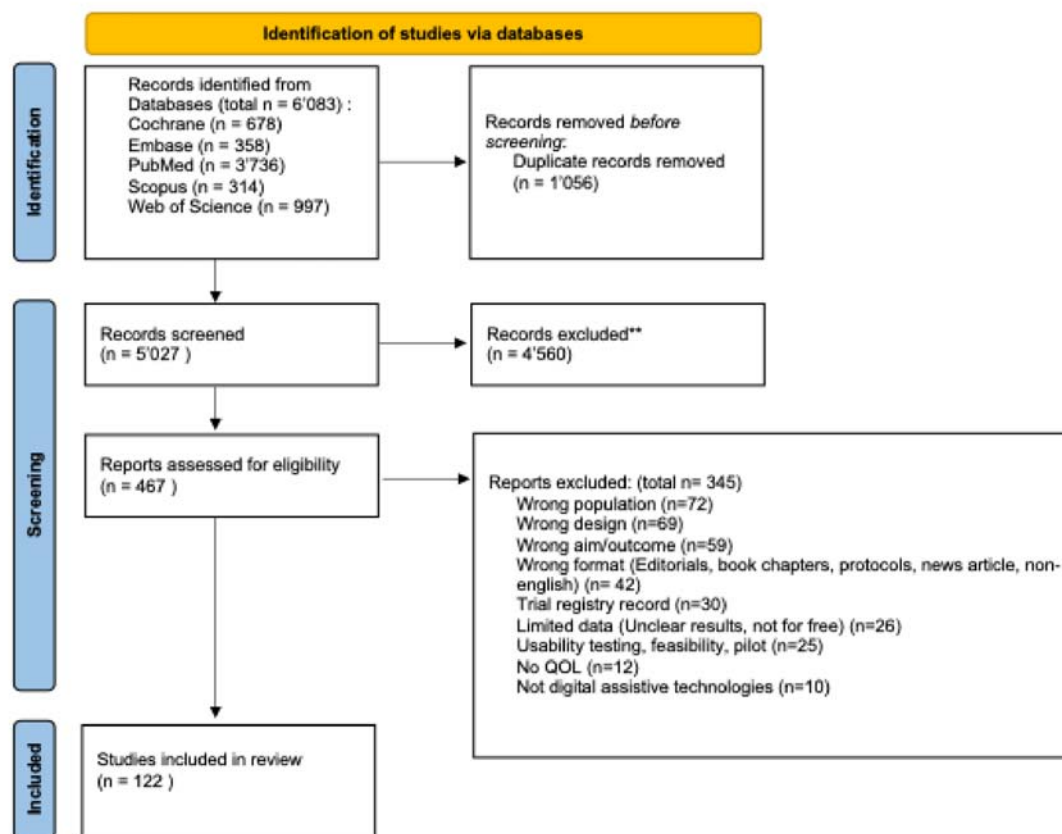 Identification of studies via databases
Identification
Records identified from
Databases (total n = 6’083) :
Cochrane (n = 678)
Embase (n = 358)
PubMed (n = 3’736)
Scopus (n = 314)
Web of Science (n = 997)
Records removed before
screening:
Duplicate records removed
(n = 1’056)
Screening
Records screened
(n = 5’027 )
Records excluded**
(n = 4’560)
Reports assessed for eligibility
(n = 467 )
Reports excluded: (total n= 345)
Wrong population (n=72)
Wrong design (n=69)
Wrong aim/outcome (n=59)
Wrong format (Editorials, book chapters, protocols, news article, non-
english) (n= 42)
Trial registry record (n=30)
Limited data (Unclear results, not for free) (n=26)
Usability testing, feasibility, pilot (n=25)
No QOL (n=12)
Not digital assistive technologies (n=10)
Included
Studies included in review
(n = 122 )